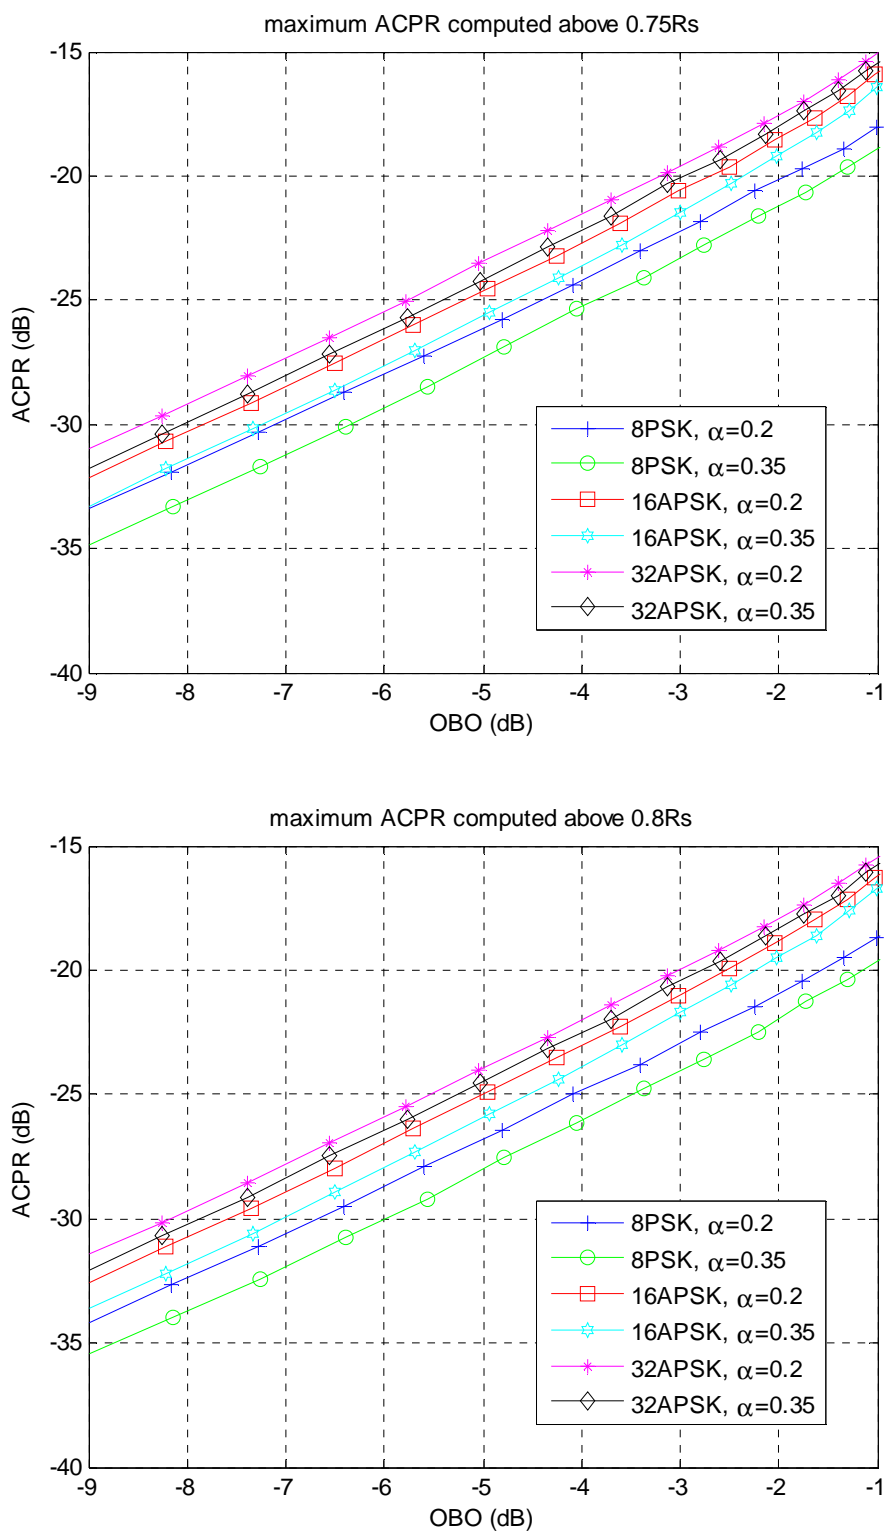 maximum ACPR computed above 0.75Rs
-15
-20
-25
-30
-35
-40
ACPR (dB)
8PSK, α=0.2
8PSK, α=0.35
16APSK, α=0.2
16APSK, α=0.35
32APSK, α=0.2
32APSK, α=0.35
-9 -8 -7 -6 -5 -4 -3 -2 -1
OBO (dB)
maximum ACPR computed above 0.8Rs
-15
-20
-25
-30
-35
-40
ACPR (dB)
8PSK, α=0.2
8PSK, α=0.35
16APSK, α=0.2
16APSK, α=0.35
32APSK, α=0.2
32APSK, α=0.35
-9 -8 -7 -6 -5 -4 -3 -2 -1
OBO (dB)